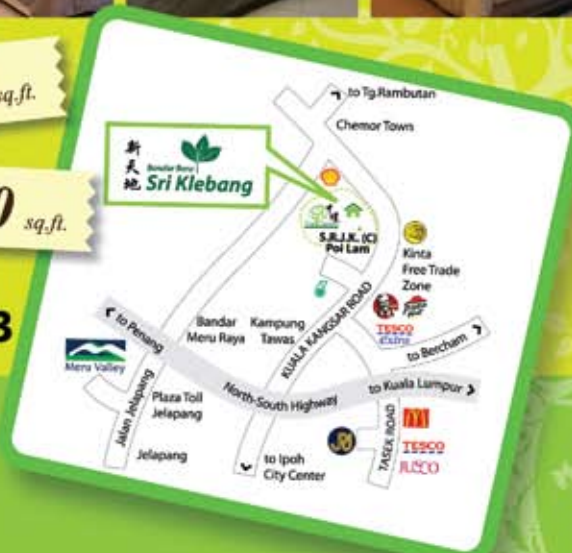 sq.ft.
0 sq.ft.
3
to Tg.Rambutan
Chemor Town
新天地
Bandar Baru
Sri Klebang
S.R.J.K. (C)
Poi Lam
Kinta
Free Trade
Zone
KUALA KANGSAR ROAD
TESCO
Extra
to Bercham
to Penang
Bandar
Meru Raya
Kampung
Tawas
Meru Valley
Jalan Jelapang
Plaza Toll
Jelapang
North-South Highway
to Kuala Lumpur
TASEK ROAD
TESCO
JUSCO
Jelapang
to Ipoh
City Center